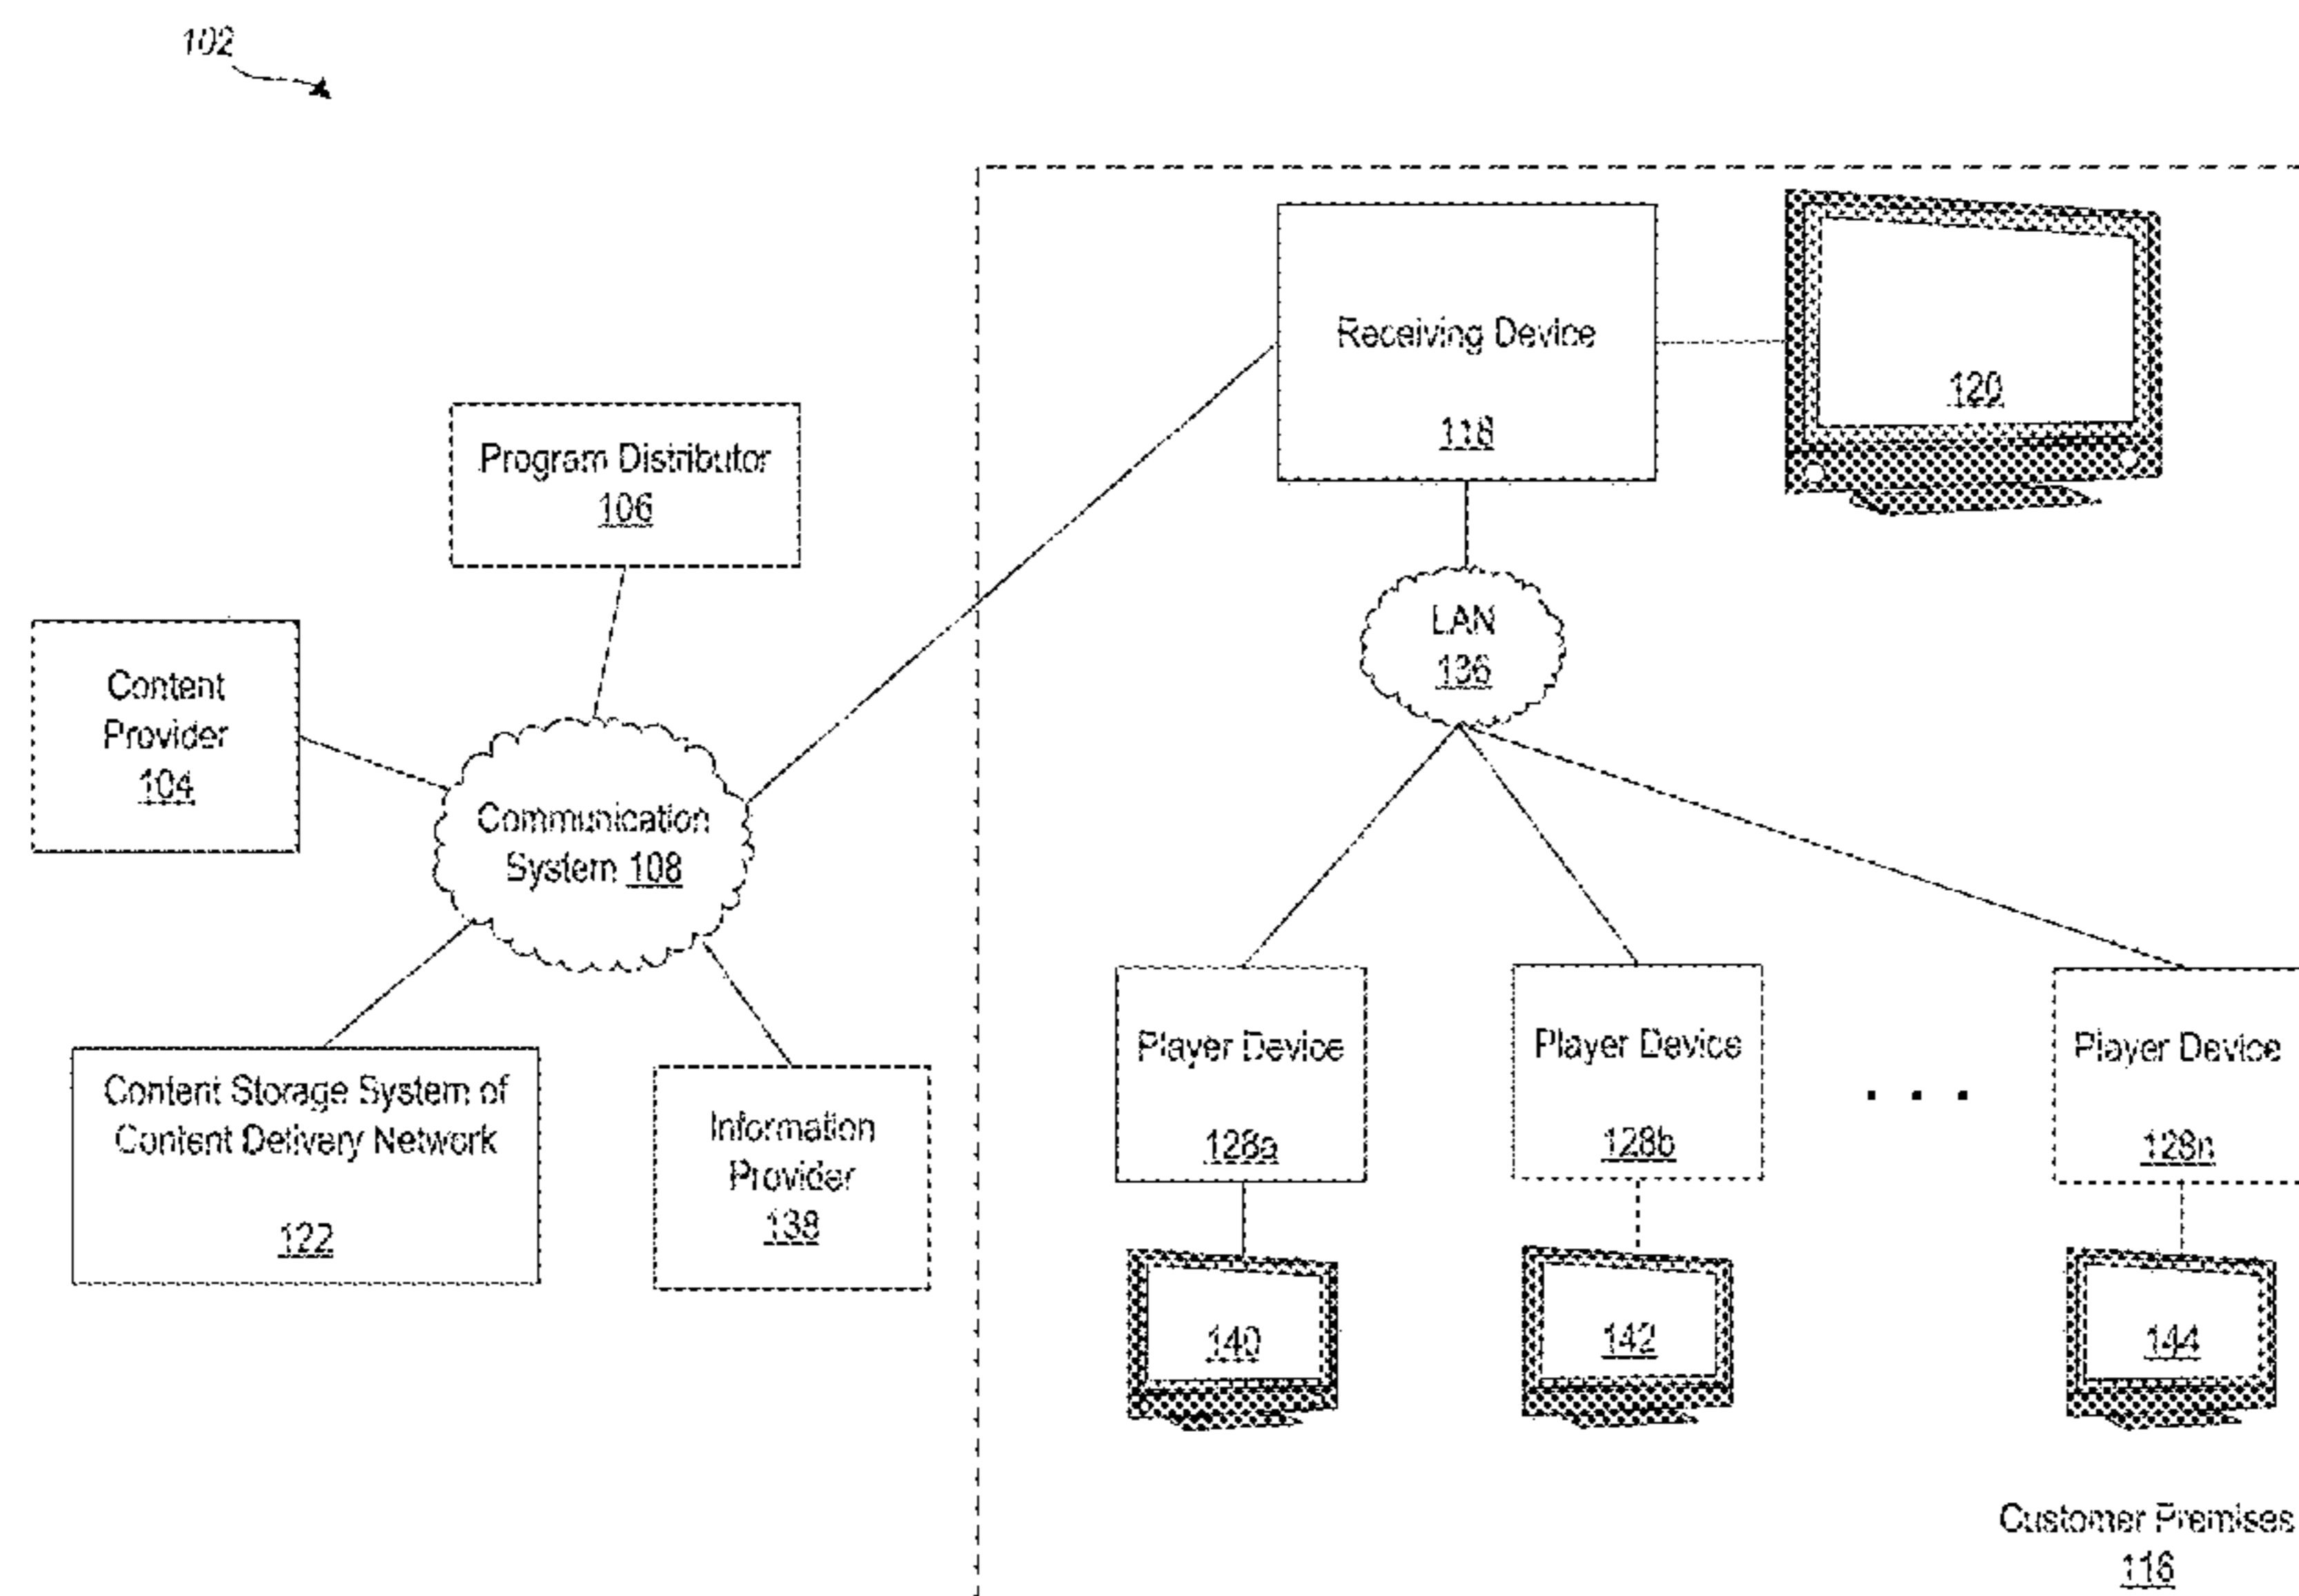 102
Receiving Device
118
120
Program Distributor
106
LAN
136
Content
Provider
104
Communication
System 108
Player Device
128a
Player Device
128b
. . .
Player Device
128n
Content Storage System of
Content Delivery Network
122
Information
Provider
138
140
142
144
Customer Premises
116